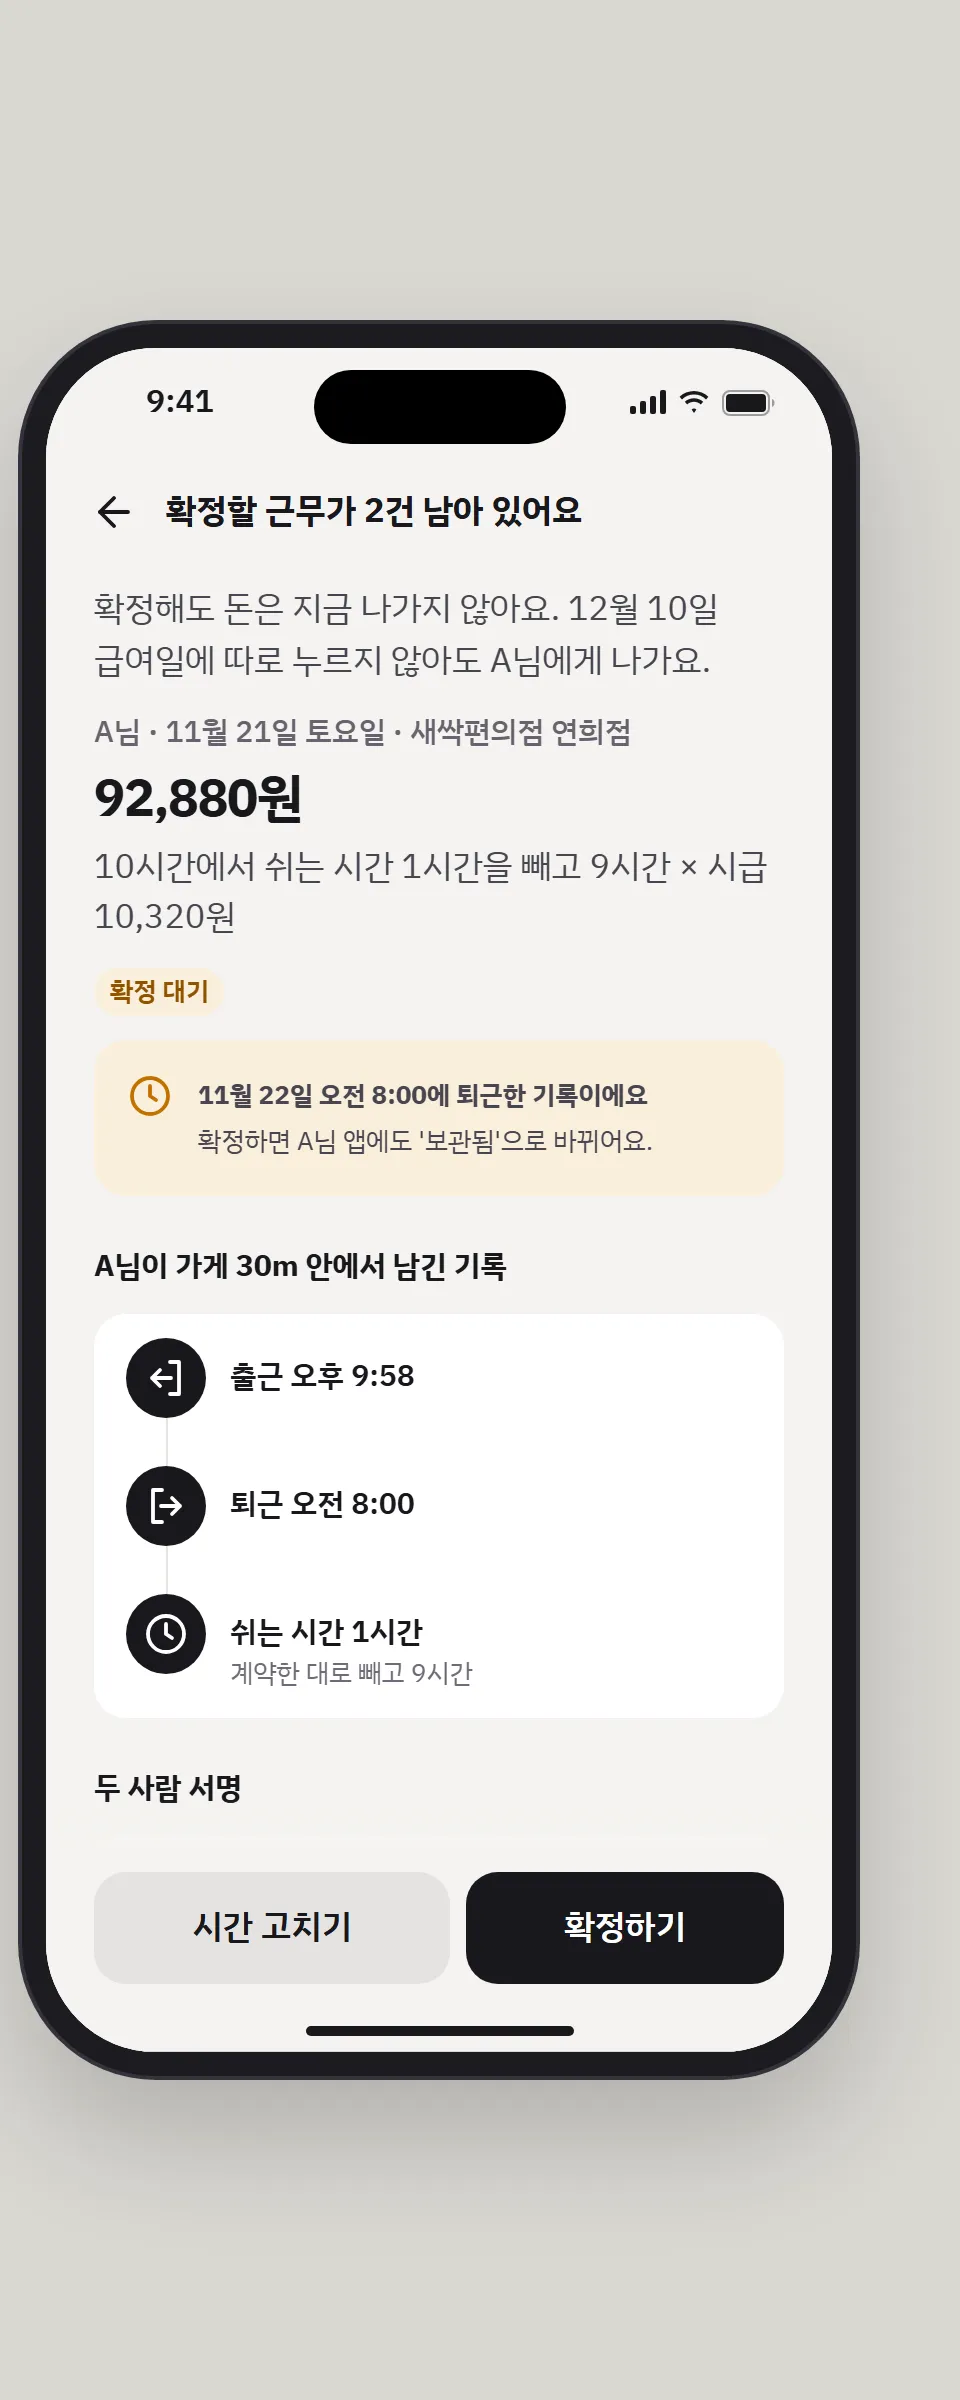 9:41
확정할 근무가 2건 남아 있어요
확정해도 돈은 지금 나가지 않아요. 12월 10일
급여일에 따로 누르지 않아도 A님에게 나가요.
A님 · 11월 21일 토요일 · 새싹편의점 연희점
92,880원
10시간에서 쉬는 시간 1시간을 빼고 9시간 × 시급
10,320원
확정 대기
11월 22일 오전 8:00에 퇴근한 기록이에요
확정하면 A님 앱에도 '보관됨'으로 바뀌어요.
A님이 가게 30m 안에서 남긴 기록
출근 오후 9:58
퇴근 오전 8:00
쉬는 시간 1시간
계약한 대로 빼고 9시간
두 사람 서명
시간 고치기
확정하기